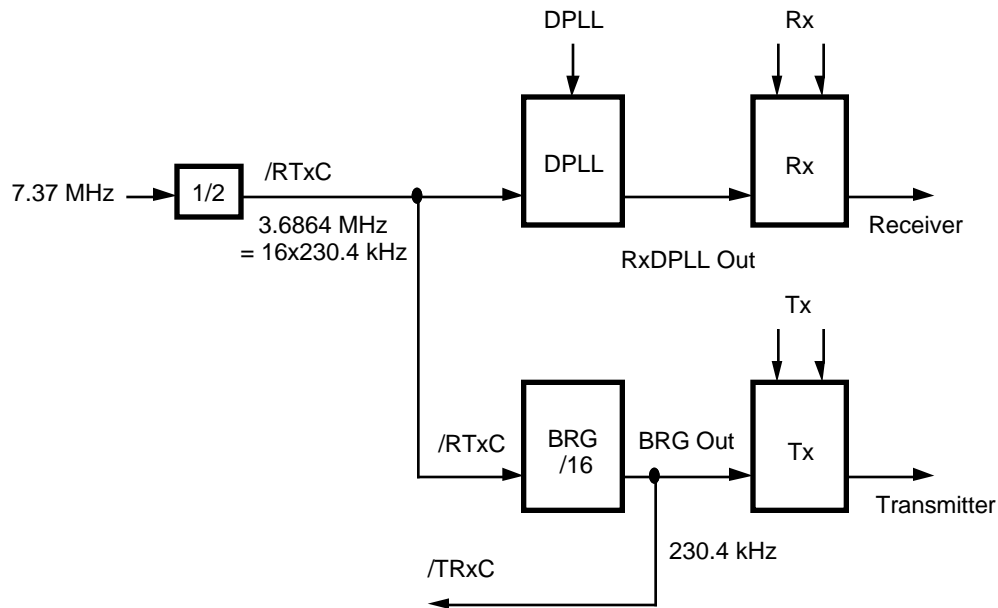 DPLL
Rx
7.37 MHz
1/2
/RTxC
3.6864 MHz
= 16x230.4 kHz
DPLL
Rx
Receiver
RxDPLL Out
Tx
/RTxC
BRG
/16
BRG Out
Tx
Transmitter
230.4 kHz
/TRxC